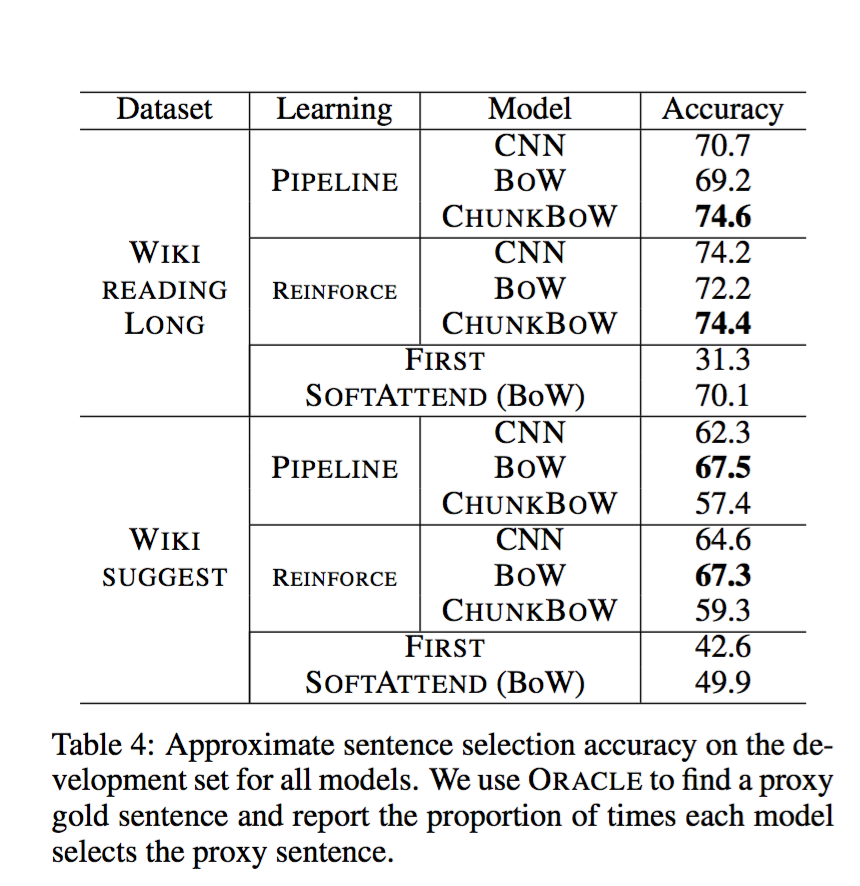 Dataset Learning Model Accuracy
CNN 70.7
PIPELINE BOW 69.2
CHUNKBOW 74.6
WIKI CNN 74.2
READING REINFORCE BOW 72.2
LONG CHUNKBOW 74.4
FIRST 31.3
SOFTATTEND (BOW) 70.1
CNN 62.3
PIPELINE BOW 67.5
CHUNKBOW 57.4
WIKI CNN 64.6
SUGGEST REINFORCE BOW 67.3
CHUNKBOW 59.3
FIRST 42.6
SOFTATTEND (BOW) 49.9
Table 4: Approximate sentence selection accuracy on the de-
velopment set for all models. We use ORACLE to find a proxy
gold sentence and report the proportion of times each model
selects the proxy sentence.